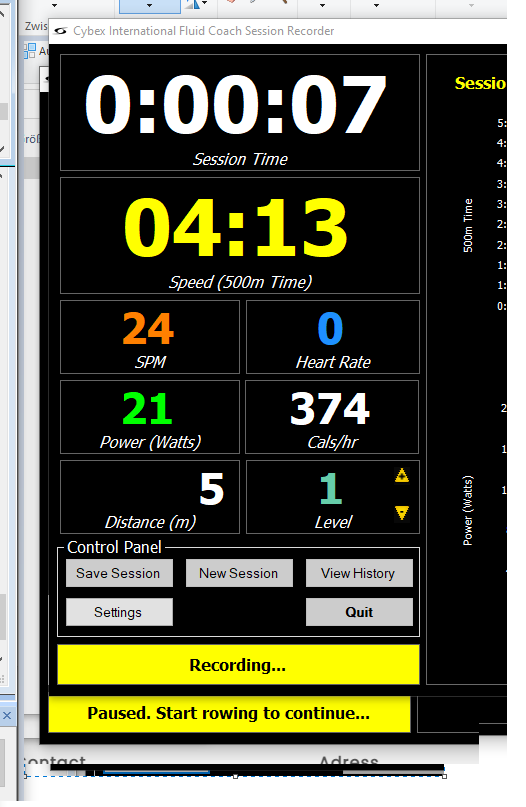 Zwis
Cybex International Fluid Coach Session Recorder
Au
röß
0:00:07
Session Time
04:13
Speed (500m Time)
24
SPM
0
Heart Rate
21
Power (Watts)
374
Cals/hr
5
Distance (m)
1
Level
Control Panel
Save Session
New Session
View History
Settings
Quit
Recording...
Paused. Start rowing to continue...
Sessio
5:
4:
4:
3:
3:
2:
2:
1:
1:
0:
500m Time
2
1
1
Power (Watts)
ontact
Adress